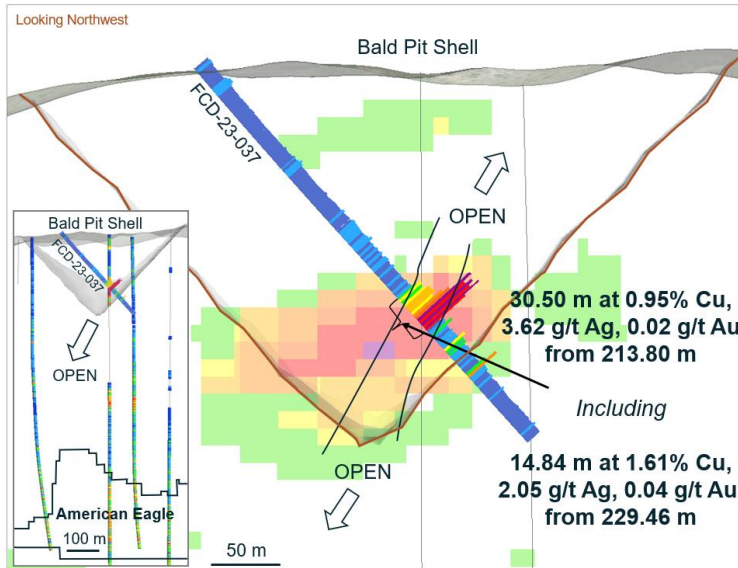 Looking Northwest
Bald Pit Shell
FCD-23-037
OPEN
30.50 m at 0.95% Cu,
3.62 g/t Ag, 0.02 g/t Au
from 213.80 m
Including
14.84 m at 1.61% Cu,
2.05 g/t Ag, 0.04 g/t Au
from 229.46 m
OPEN
50 m
Bald Pit Shell
FCD-23-037
OPEN
American Eagle
100 m